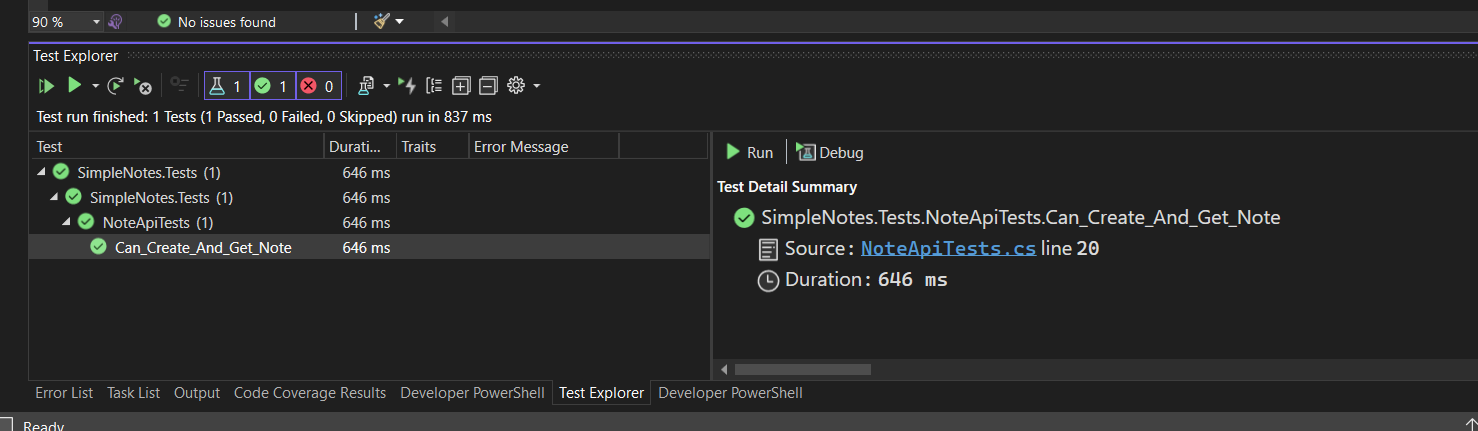 90 %
No issues found
Test Explorer
1 1 0
Test run finished: 1 Tests (1 Passed, 0 Failed, 0 Skipped) run in 837 ms
Test Durati... Traits Error Message
SimpleNotes.Tests (1) 646 ms
SimpleNotes.Tests (1) 646 ms
NoteApiTests (1) 646 ms
Can_Create_And_Get_Note 646 ms
Run Debug
Test Detail Summary
SimpleNotes.Tests.NoteApiTests.Can_Create_And_Get_Note
Source: NoteApiTests.cs line 20
Duration: 646 ms
Error List Task List Output Code Coverage Results Developer PowerShell Test Explorer Developer PowerShell
Ready